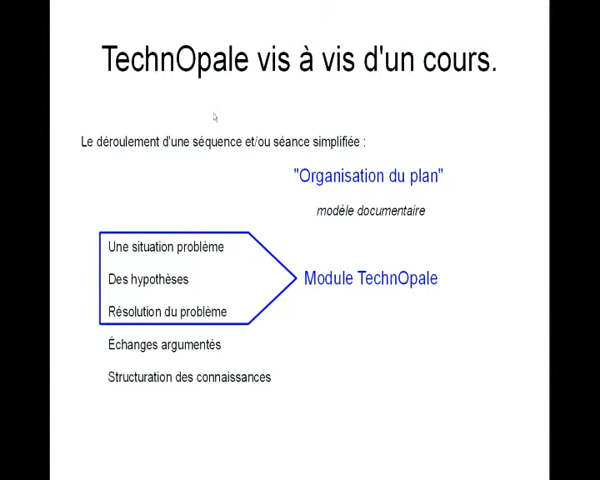 TechnOpale vis à vis d'un cours.
Le déroulement d'une séquence et/ou séance simplifiée :
"Organisation du plan"
modèle documentaire
Une situation problème
Des hypothèses
Module TechnOpale
Résolution du problème
Échanges argumentés
Structuration des connaissances